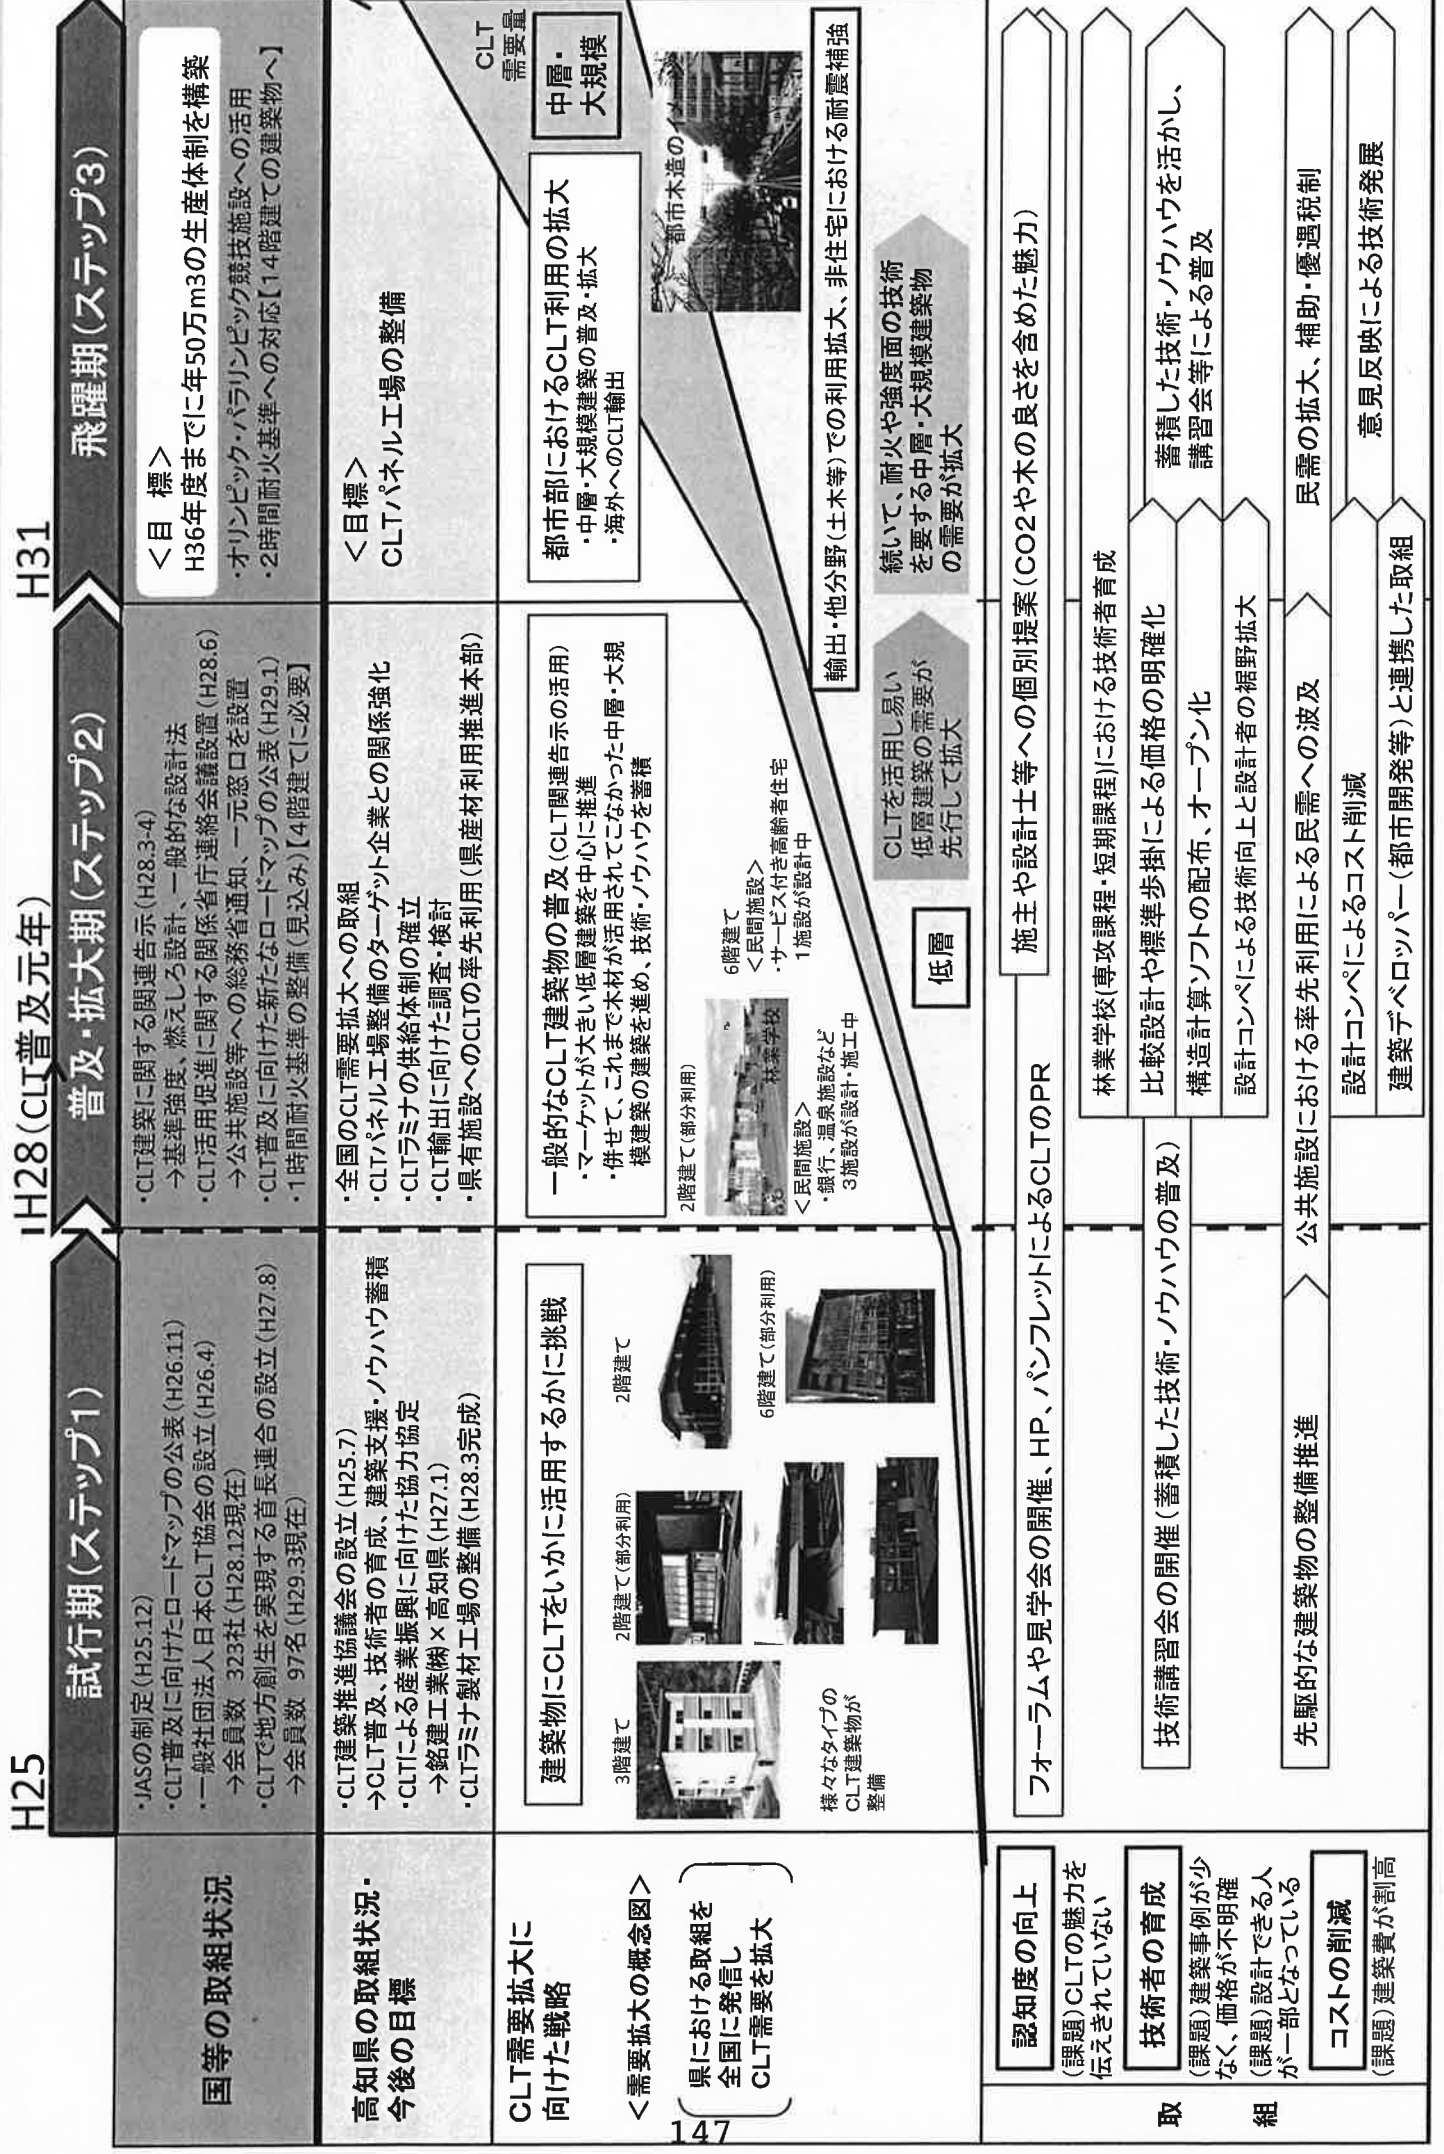 H25
H28(CLT普及元年)
H31
試行期(ステップ1)
普及・拡大期(ステップ2)
飛躍期(ステップ3)
国等の取組状況
・JASの制定(H25.12)
・CLT普及に向けたロードマップの公表(H26.11)
・一般社団法人日本CLT協会の設立(H26.4)
→会員数 323社(H28.12現在)
・CLTで地方創生を実現する首長連合の設立(H27.8)
→会員数 97名(H29.3現在)
・CLT建築に関する関連告示(H28.3-4)
→基準強度、燃えしろ設計、一般的な設計法
・CLT活用促進に関する関係省庁連絡会議設置(H28.6)
→公共施設等への総務省通知、一元窓口を設置
・CLT普及に向けた新たなロードマップの公表(H29.1)
・1時間耐火基準の整備(見込み)【4階建てに必要】
<目 標>
H36年度までに年50万m3の生産体制を構築
・オリンピック・パラリンピック競技施設への活用
・2時間耐火基準への対応【14階建ての建築物へ】
高知県の取組状況・
今後の目標
・CLT建築推進協議会の設立(H25.7)
→CLT普及、技術者の育成、建築支援・ノウハウ蓄積
・CLTによる産業振興に向けた協力協定
→銘建工業㈱×高知県(H27.1)
・CLTラミナ製材工場の整備(H28.3完成)
・全国のCLT需要拡大への取組
・CLTパネル工場整備のターゲット企業との関係強化
・CLTラミナの供給体制の確立
・CLT輸出に向けた調査・検討
・県有施設へのCLTの率先利用(県産材利用推進本部)
<目標>
CLTパネル工場の整備
CLT需要拡大に
向けた戦略
<需要拡大の概念図>
県における取組を
全国に発信し
CLT需要を拡大
建築物にCLTをいかに活用するかに挑戦
3階建て
2階建て(部分利用)
2階建て
6階建て(部分利用)
様々なタイプの
CLT建築物が
整備
一般的なCLT建築物の普及(CLT関連告示の活用)
・マーケットが大きい低層建築を中心に推進
・併せて、これまで木材が活用されてこなかった中層・大規
模建築の建築を進め、技術・ノウハウを蓄積
2階建て(部分利用)
林業学校
<民間施設>
・銀行、温泉施設など
3施設が設計・施工中
6階建て
<民間施設>
・サービス付き高齢者住宅
1施設が設計中
低層
CLTを活用し易い
低層建築の需要が
先行して拡大
都市部におけるCLT利用の拡大
・中層・大規模建築の普及・拡大
・海外へのCLT輸出
CLT
需要量
中層・
大規模
都市木造のイメ
輸出・他分野(土木等)での利用拡大、非住宅における耐震補強
続いて、耐火や強度面の技術
を要する中層・大規模建築物
の需要が拡大
取
組
認知度の向上
(課題)CLTの魅力を
伝えきれていない
フォーラムや見学会の開催、HP、パンフレットによるCLTのPR
施主や設計士等への個別提案(CO2や木の良さを含めた魅力)
技術者の育成
(課題)建築事例が少
なく、価格が不明確
(課題)設計できる人
が一部となっている
技術講習会の開催(蓄積した技術・ノウハウの普及)
林業学校(専攻課程・短期課程)における技術者育成
比較設計や標準歩掛による価格の明確化
構造計算ソフトの配布、オープン化
設計コンペによる技術向上と設計者の裾野拡大
蓄積した技術・ノウハウを活かし、
講習会等による普及
コストの削減
(課題)建築費が割高
先駆的な建築物の整備推進
公共施設における率先利用による民需への波及
民需の拡大、補助・優遇税制
設計コンペによるコスト削減
建築デベロッパー(都市開発等)と連携した取組
意見反映による技術発展
147